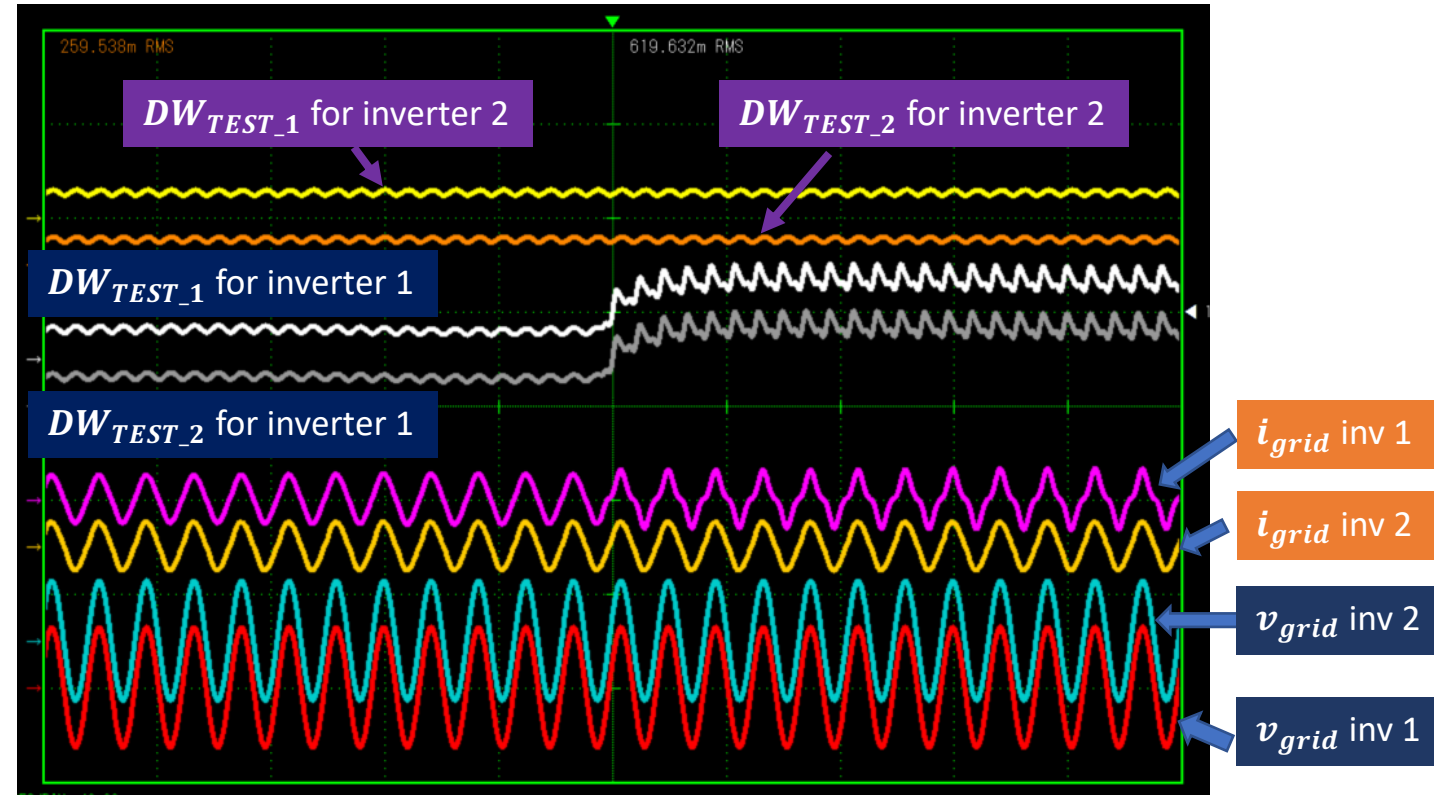 259.538m RMS
619.632m RMS
DW_TEST_1 for inverter 2
DW_TEST_2 for inverter 2
DW_TEST_1 for inverter 1
DW_TEST_2 for inverter 1
i_grid inv 1
i_grid inv 2
v_grid inv 2
v_grid inv 1